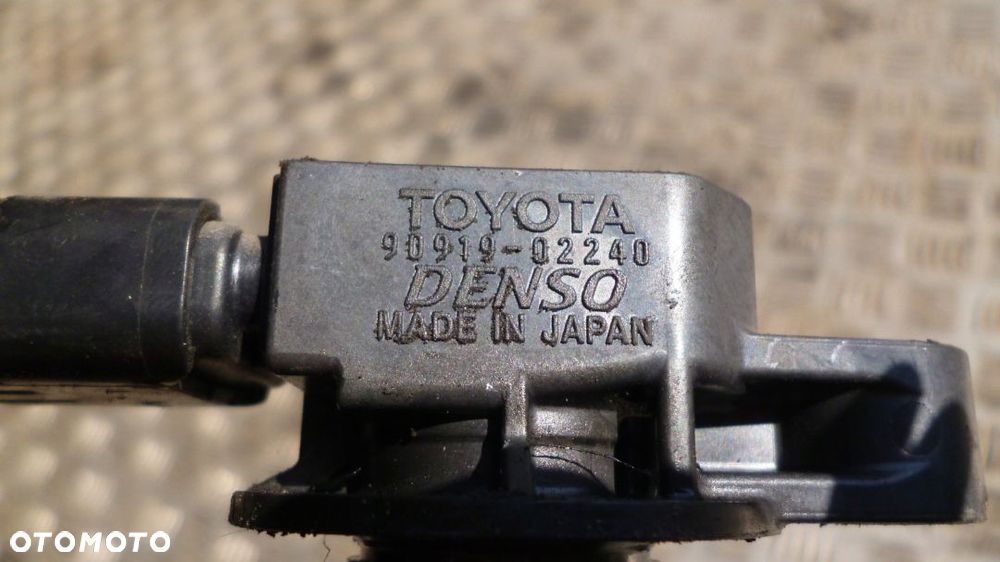 TOYOTA
90919-02240
DENSO
MADE IN JAPAN
OTOMOTO